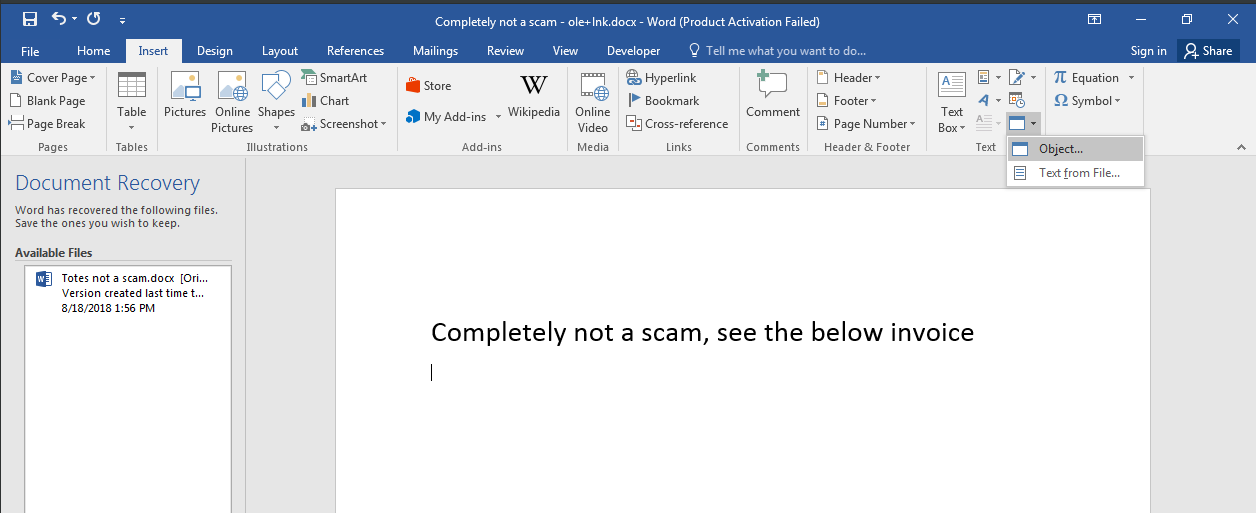 Completely not a scam - ole+lnk.docx - Word (Product Activation Failed)
File Home Insert Design Layout References Mailings Review View Developer Tell me what you want to do... Sign in Share
Cover Page
Blank Page
Page Break
Pages
Table
Tables
Pictures
Online
Pictures
Shapes
SmartArt
Chart
Screenshot
Illustrations
Store
My Add-ins
W
Wikipedia
Add-ins
Online
Video
Media
Hyperlink
Bookmark
Cross-reference
Links
Comment
Comments
Header
Footer
Page Number
Header & Footer
A
Text
Box
A
A
Text
π Equation
Ω Symbol
Object...
Text from File...
Document Recovery
Word has recovered the following files.
Save the ones you wish to keep.
Available Files
Totes not a scam.docx [Ori...
Version created last time t...
8/18/2018 1:56 PM
Completely not a scam, see the below invoice